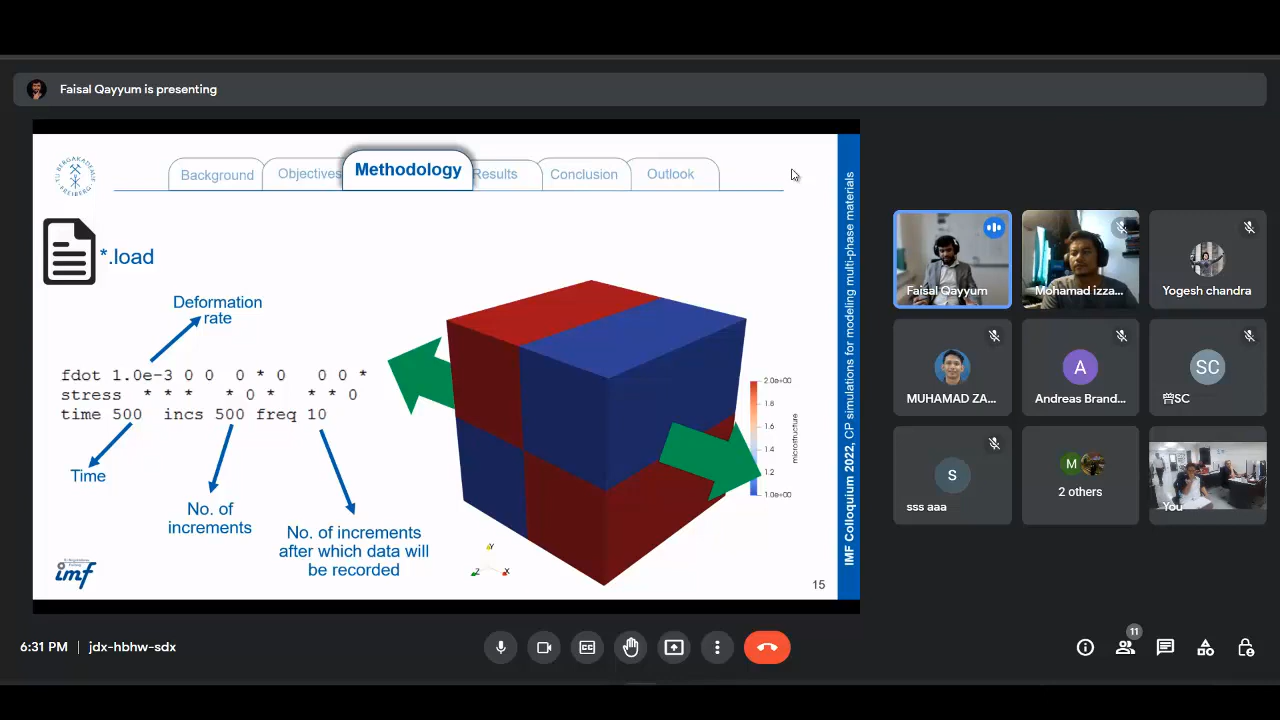 Faisal Qayyum is presenting
TU BERGAKADEMIE FREIBERG
Background
Objectives
Methodology
Results
Conclusion
Outlook
*.load
Deformation
rate
fdot 1.0e-3 0 0 0 * 0 0 0 *
stress * * * * 0 * * * 0
time 500 incs 500 freq 10
Time
No. of
increments
No. of increments
after which data will
be recorded
2.0e+00
1.8
1.6
1.4
1.2
1.0e+00
microstructure
Y
Z
X
imf
15
IMF Colloquium 2022, CP simulations for modeling multi-phase materials
Faisal Qayyum
Mohamad izza...
Yogesh chandra
MUHAMAD ZA...
A
Andreas Brand...
SC
SC
S
sss aaa
M
2 others
You
6:31 PM | jdx-hbhw-sdx
11